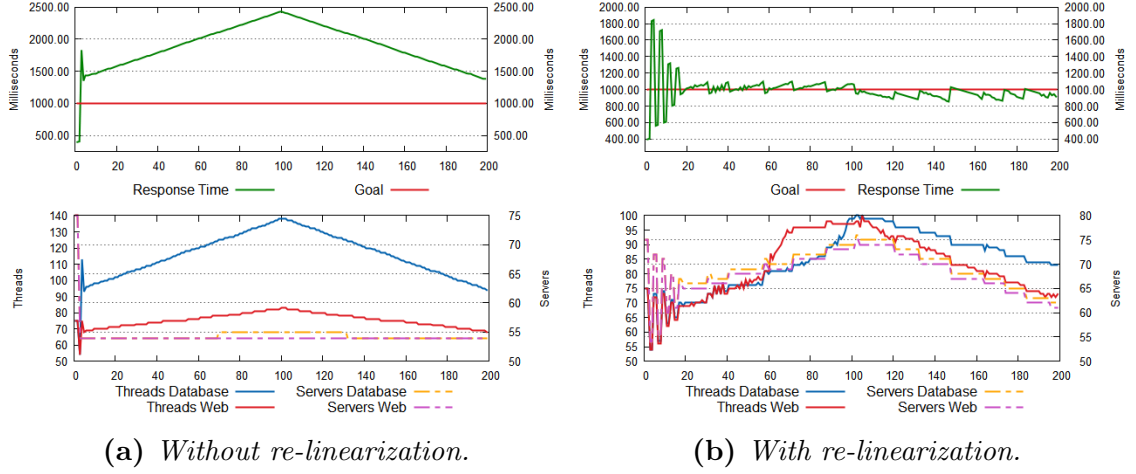 2500.00 2500.00
2000.00 2000.00
1500.00 1500.00
1000.00 1000.00
500.00 500.00
Milliseconds Milliseconds
0 20 40 60 80 100 120 140 160 180 200
Response Time Goal
140 75
130
120 70
110
100 65
90
80 60
70
60 55
50 50
Threads Servers
0 20 40 60 80 100 120 140 160 180 200
Threads Database Servers Database
Threads Web Servers Web
(a) Without re-linearization.
2000.00 2000.00
1800.00 1800.00
1600.00 1600.00
1400.00 1400.00
1200.00 1200.00
1000.00 1000.00
800.00 800.00
600.00 600.00
400.00 400.00
Milliseconds Milliseconds
0 20 40 60 80 100 120 140 160 180 200
Goal Response Time
100 80
95
90 75
85
80 70
75 65
70
65 60
60 55
55
50 50
Threads Servers
0 20 40 60 80 100 120 140 160 180 200
Threads Database Servers Database
Threads Web Servers Web
(b) With re-linearization.